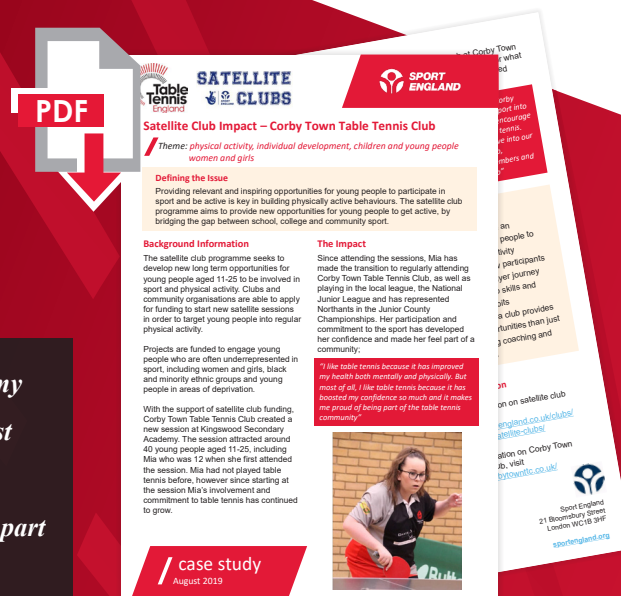 PDF
Table
Tennis
England
SATELLITE
CLUBS
SPORT
ENGLAND
Satellite Club Impact – Corby Town Table Tennis Club
Theme: physical activity, individual development, children and young people
women and girls
Defining the Issue
Providing relevant and inspiring opportunities for young people to participate in
sport and be active is key in building physically active behaviours. The satellite club
programme aims to provide new opportunities for young people to get active, by
bridging the gap between school, college and community sport.
Background Information
The satellite club programme seeks to
develop new long term opportunities for
young people aged 11-25 to be involved in
sport and physical activity. Clubs and
community organisations are able to apply
for funding to start new satellite sessions
in order to target young people into regular
physical activity.
Projects are funded to engage young
people who are often underrepresented in
sport, including women and girls, black
and minority ethnic groups and young
people in areas of deprivation.
With the support of satellite club funding,
Corby Town Table Tennis Club created a
new session at Kingswood Secondary
Academy. The session attracted around
40 young people aged 11-25, including
Mia who was 12 when she first attended
the session. Mia had not played table
tennis before, however since starting at
the session Mia's involvement and
commitment to table tennis has continued
to grow.
The Impact
Since attending the sessions, Mia has
made the transition to regularly attending
Corby Town Table Tennis Club, as well as
playing in the local league, the National
Junior League and has represented
Northants in the Junior County
Championships. Her participation and
commitment to the sport has developed
her confidence and made her feel part of a
community;
"I like table tennis because it has improved
my health both mentally and physically. But
most of all, I like table tennis because it has
boosted my confidence so much and it makes
me proud of being part of the table tennis
community"
case study
August 2019
at Corby Town
r what
ed
orby
port into
encourage
tennis.
ve into our
mbers and
an
people to
tivity
participants
yer journey
skills and
bits
a club provides
rtunities than just
g coaching and
on
on on satellite club
england.co.uk/clubs/
atellite-clubs/
ation on Corby Town
ub, visit
bytownttc.co.uk/
Sport England
21 Bloomsbury Street
London WC1B 3HF
sportengland.org
ny
st
part